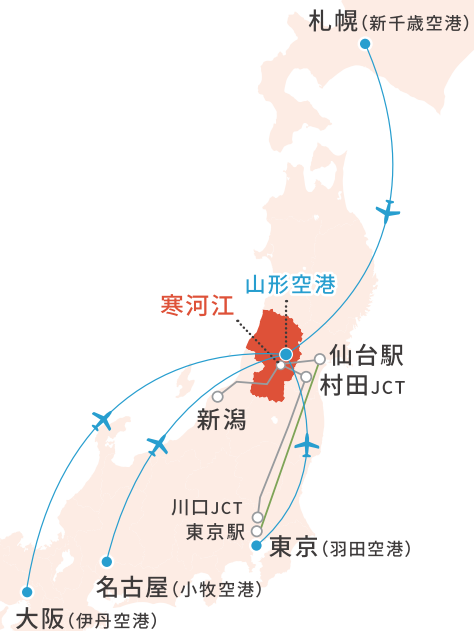 札幌(新千歳空港)
山形空港
寒河江
仙台駅
村田JCT
新潟
川口JCT
東京駅
東京(羽田空港)
名古屋(小牧空港)
大阪(伊丹空港)